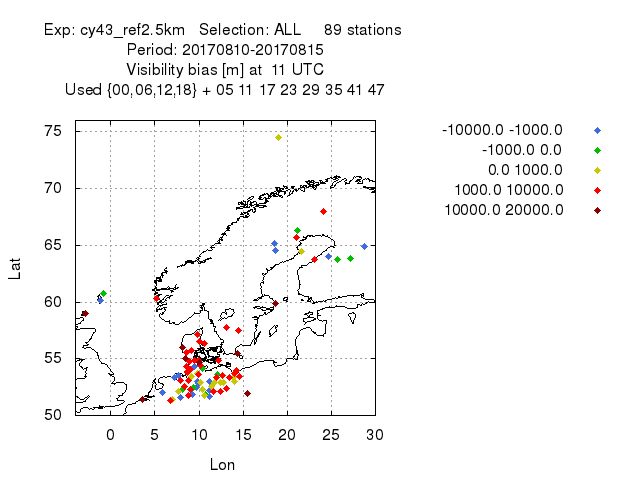 Exp: cy43_ref2.5km   Selection: ALL     89 stations
Period: 20170810-20170815
Visibility bias [m] at  11 UTC
Used {00,06,12,18} + 05 11 17 23 29 35 41 47
-10000.0 -1000.0
-1000.0 0.0
0.0 1000.0
1000.0 10000.0
10000.0 20000.0
75
70
65
60
55
50
Lat
0 5 10 15 20 25 30
Lon